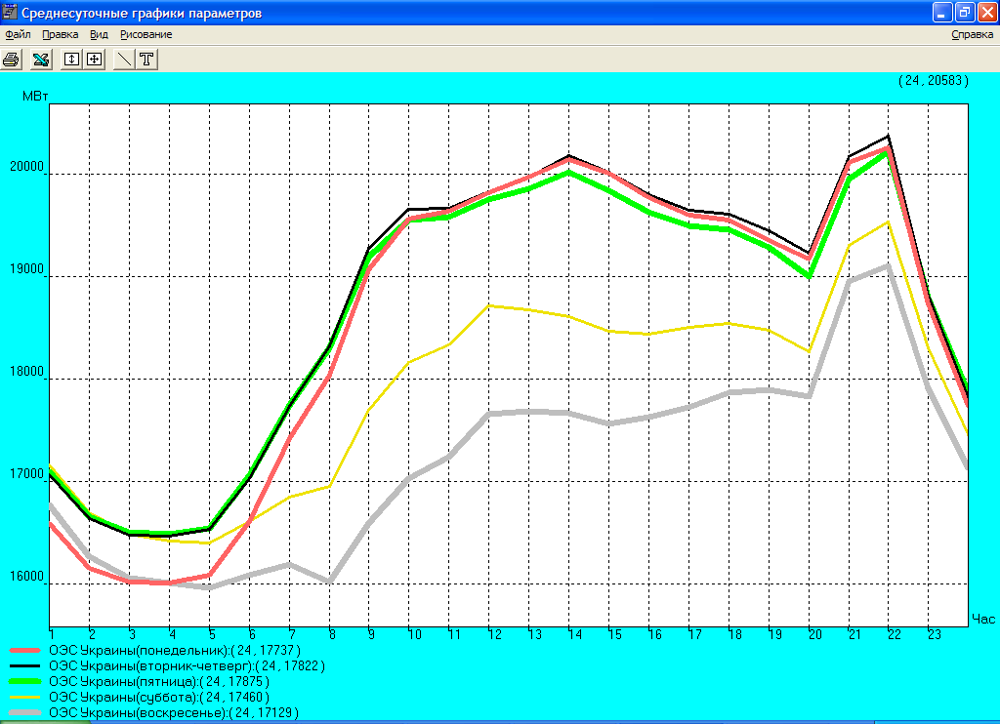 Среднесуточные графики параметров
Файл Правка Вид Рисование Справка
T
(24,20583)
МВт
20000
19000
18000
17000
16000
Час
1 2 3 4 5 6 7 8 9 10 11 12 13 14 15 16 17 18 19 20 21 22 23
ОЭС Украины(понедельник):(24,17737)
ОЭС Украины(вторник-четверг):(24,17822)
ОЭС Украины(пятница):(24,17875)
ОЭС Украины(суббота):(24,17460)
ОЭС Украины(воскресенье):(24,17129)